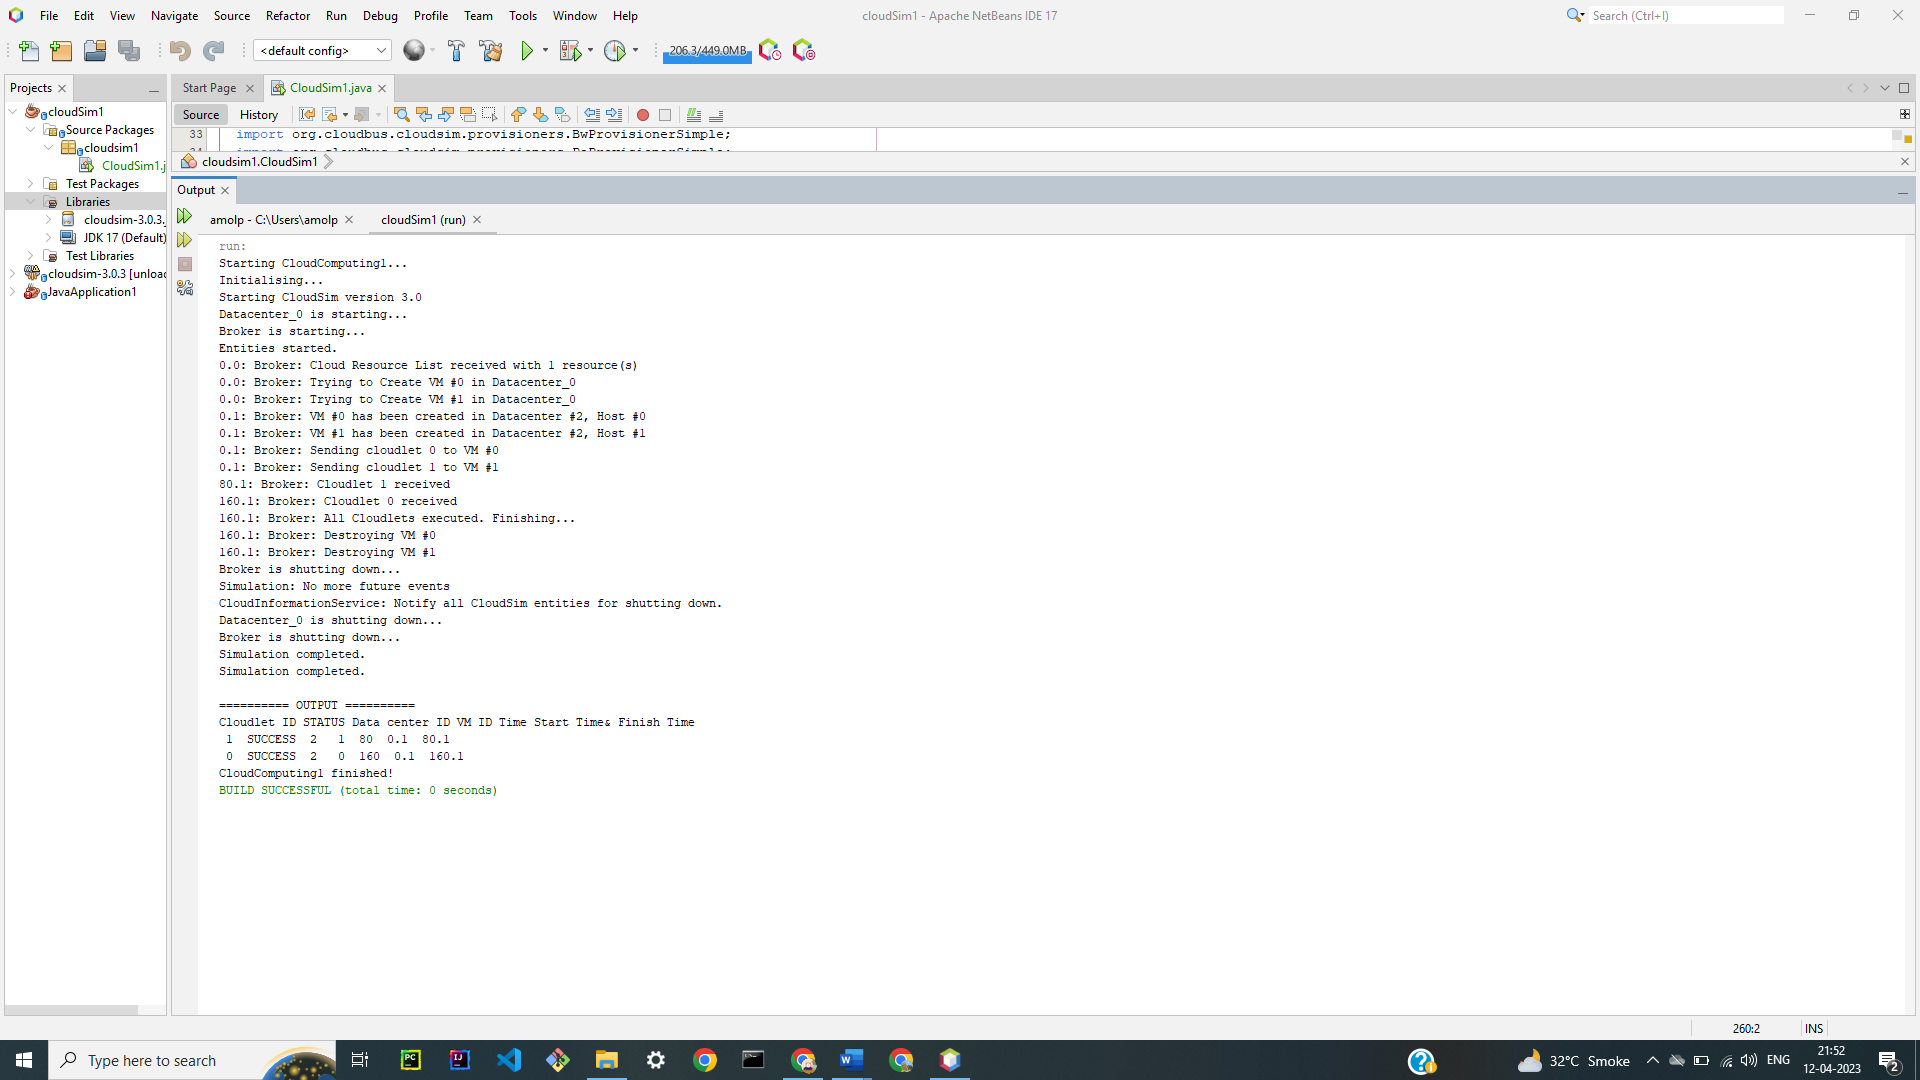 File Edit View Navigate Source Refactor Run Debug Profile Team Tools Window Help
cloudSim1 - Apache NetBeans IDE 17
Search (Ctrl+I)
<default config>
206.3/449.0MB
Projects
Start Page
CloudSim1.java
Source History
33 import org.cloudbus.cloudsim.provisioners.BwProvisionerSimple;
cloudsim1.CloudSim1
cloudSim1
Source Packages
cloudsim1
CloudSim1.j
Test Packages
Libraries
cloudsim-3.0.3.
JDK 17 (Default)
Test Libraries
cloudsim-3.0.3 [unload
JavaApplication1
Output
amolp - C:\Users\amolp
cloudSim1 (run)
run:
Starting CloudComputing1...
Initialising...
Starting CloudSim version 3.0
Datacenter_0 is starting...
Broker is starting...
Entities started.
0.0: Broker: Cloud Resource List received with 1 resource(s)
0.0: Broker: Trying to Create VM #0 in Datacenter_0
0.0: Broker: Trying to Create VM #1 in Datacenter_0
0.1: Broker: VM #0 has been created in Datacenter #2, Host #0
0.1: Broker: VM #1 has been created in Datacenter #2, Host #1
0.1: Broker: Sending cloudlet 0 to VM #0
0.1: Broker: Sending cloudlet 1 to VM #1
80.1: Broker: Cloudlet 1 received
160.1: Broker: Cloudlet 0 received
160.1: Broker: All Cloudlets executed. Finishing...
160.1: Broker: Destroying VM #0
160.1: Broker: Destroying VM #1
Broker is shutting down...
Simulation: No more future events
CloudInformationService: Notify all CloudSim entities for shutting down.
Datacenter_0 is shutting down...
Broker is shutting down...
Simulation completed.
Simulation completed.
========== OUTPUT ==========
Cloudlet ID STATUS Data center ID VM ID Time Start Time& Finish Time
1 SUCCESS 2 1 80 0.1 80.1
0 SUCCESS 2 0 160 0.1 160.1
CloudComputing1 finished!
BUILD SUCCESSFUL (total time: 0 seconds)
260:2 INS
Type here to search
32°C Smoke
ENG
21:52
12-04-2023
2